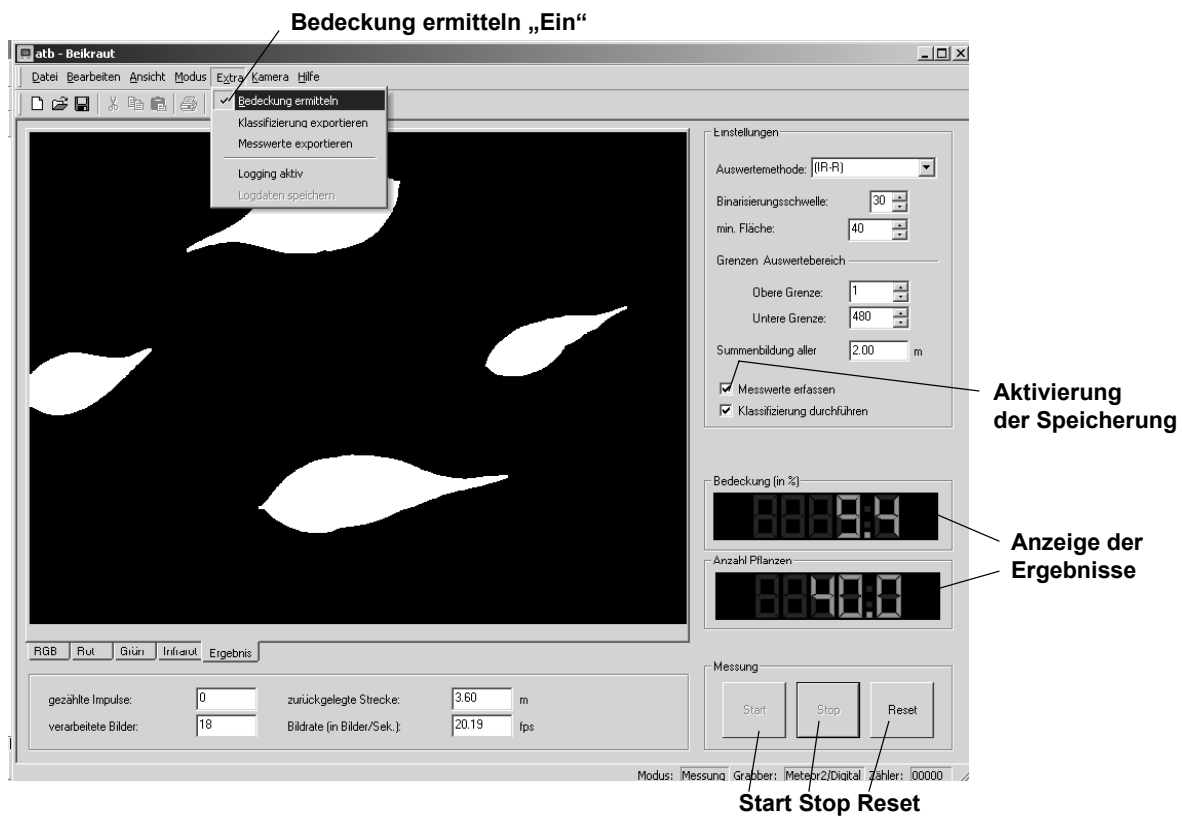 Bedeckung ermitteln „Ein“
atb - Beikraut
Datei Bearbeiten Ansicht Modus Extra Kamera Hilfe
Bedeckung ermitteln
Klassifizierung exportieren
Messwerte exportieren
Logging aktiv
Logdaten speichern
Einstellungen
Auswertemethode: (IR-R)
Binarisierungsschwelle: 30
min. Fläche: 40
Grenzen Auswertebereich
Obere Grenze: 1
Untere Grenze: 480
Summenbildung aller 2.00 m
Messwerte erfassen
Klassifizierung durchführen
Aktivierung
der Speicherung
Bedeckung (in %)
9.4
Anzahl Pflanzen
40.0
Anzeige der
Ergebnisse
RGB Rot Grün Infrarot Ergebnis
gezählte Impulse: 0 zurückgelegte Strecke: 3.60 m
verarbeitete Bilder: 18 Bildrate (in Bilder/Sek.): 20.19 fps
Messung
Start Stop Reset
Modus: Messung Grabber: Meteor2/Digital Zähler: 00000
Start Stop Reset